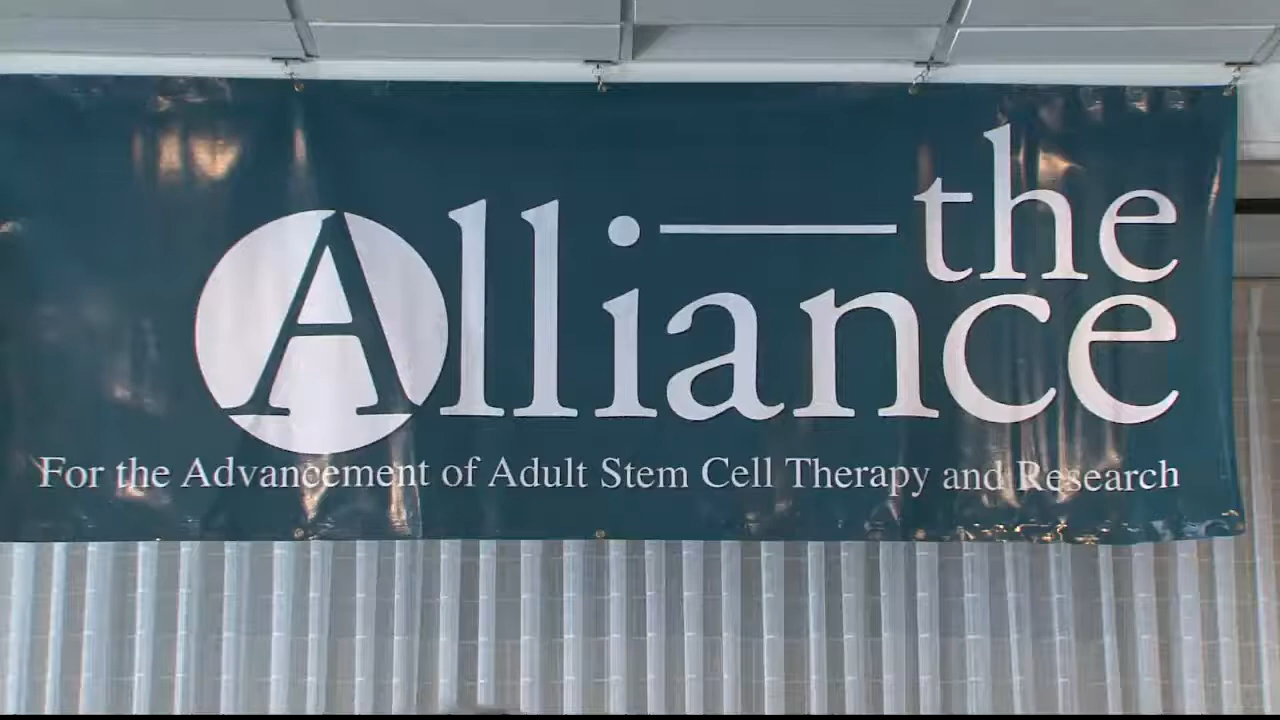 the
Alliance
For the Advancement of Adult Stem Cell Therapy and Research